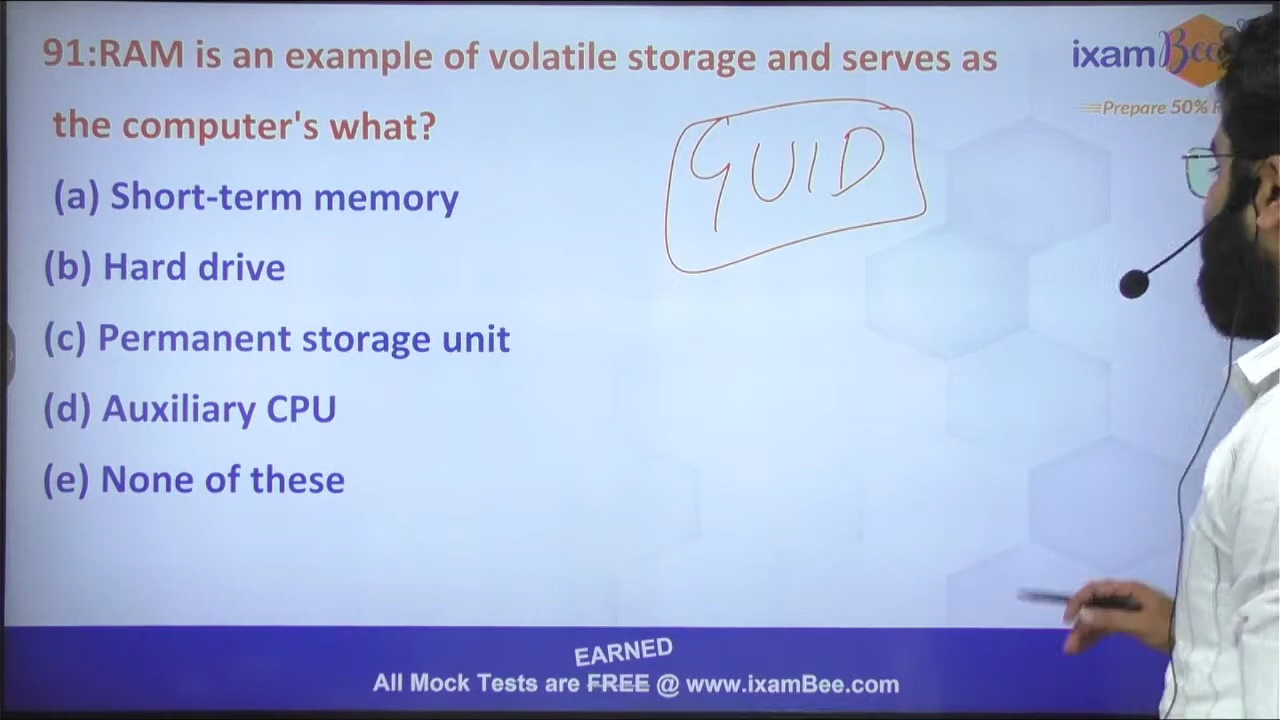 91:RAM is an example of volatile storage and serves as
the computer's what?
(a) Short-term memory
(b) Hard drive
(c) Permanent storage unit
(d) Auxiliary CPU
(e) None of these
GUID
ixamBee
Prepare 50%
EARNED
All Mock Tests are FREE @ www.ixamBee.com